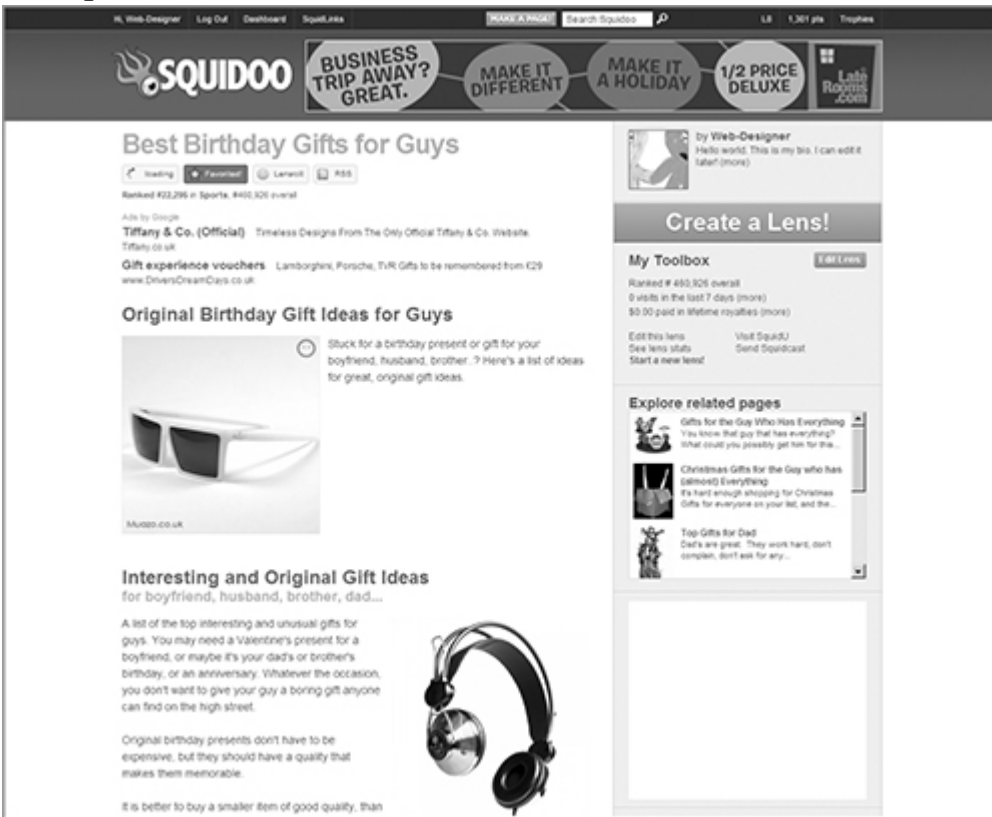 Hi, Web-Designer Log Out Dashboard SquidLinks MAKE A PAGE! Search Squidoo L8 1,301 pts Trophies
SQUIDOO
BUSINESS
TRIP AWAY?
GREAT.
MAKE IT
DIFFERENT
MAKE IT
A HOLIDAY
1/2 PRICE
DELUXE
Late
Rooms
.com
Best Birthday Gifts for Guys
loading Favorited! Lensroll RSS
Ranked #22,296 in Sports, #460,926 overall
Ads by Google
Tiffany & Co. (Official) Timeless Designs From The Only Official Tiffany & Co. Website.
Tiffany.co.uk
Gift experience vouchers Lamborghini, Porsche, TVR Gifts to be remembered from €29
www.DriversDreamDays.co.uk
Original Birthday Gift Ideas for Guys
Stuck for a birthday present or gift for your
boyfriend, husband, brother..? Here's a list of ideas
for great, original gift ideas.
Muozo.co.uk
Interesting and Original Gift Ideas
for boyfriend, husband, brother, dad...
A list of the top interesting and unusual gifts for
guys. You may need a Valentine's present for a
boyfriend, or maybe it's your dad's or brother's
birthday, or an anniversary. Whatever the occasion,
you don't want to give your guy a boring gift anyone
can find on the high street.
Original birthday presents don't have to be
expensive, but they should have a quality that
makes them memorable.
It is better to buy a smaller item of good quality, than
by Web-Designer
Hello world. This is my bio. I can edit it
later! (more)
Create a Lens!
My Toolbox Edit Lens
Ranked # 460,926 overall
0 visits in the last 7 days (more)
$0.00 paid in lifetime royalties (more)
Edit this lens Visit SquidU
See lens stats Send Squidcast
Start a new lens!
Explore related pages
Gifts for the Guy Who Has Everything
You know that guy that has everything?
What could you possibly get him for this...
Christmas Gifts for the Guy who has
(almost) Everything
It's hard enough shopping for Christmas
Gifts for everyone on your list, and the...
Top Gifts for Dad
Dad's are great. They work hard, don't
complain, don't ask for any...